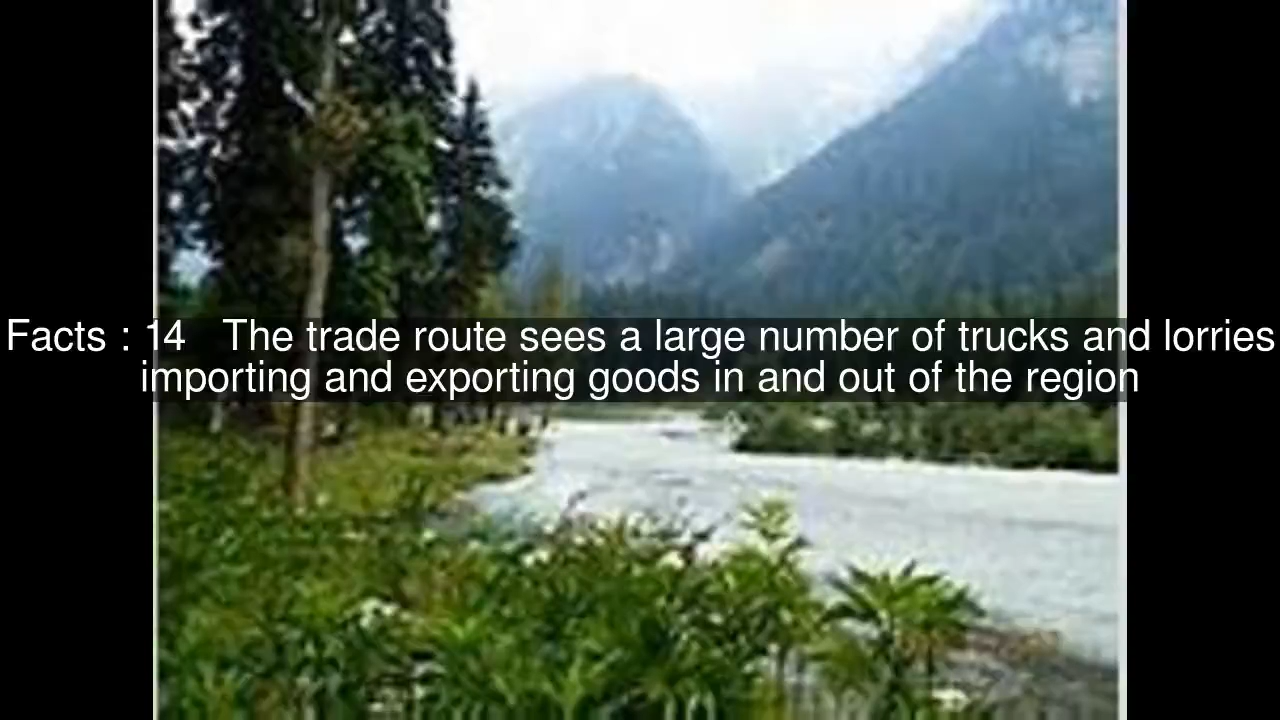 Facts : 14 The trade route sees a large number of trucks and lorries
importing and exporting goods in and out of the region